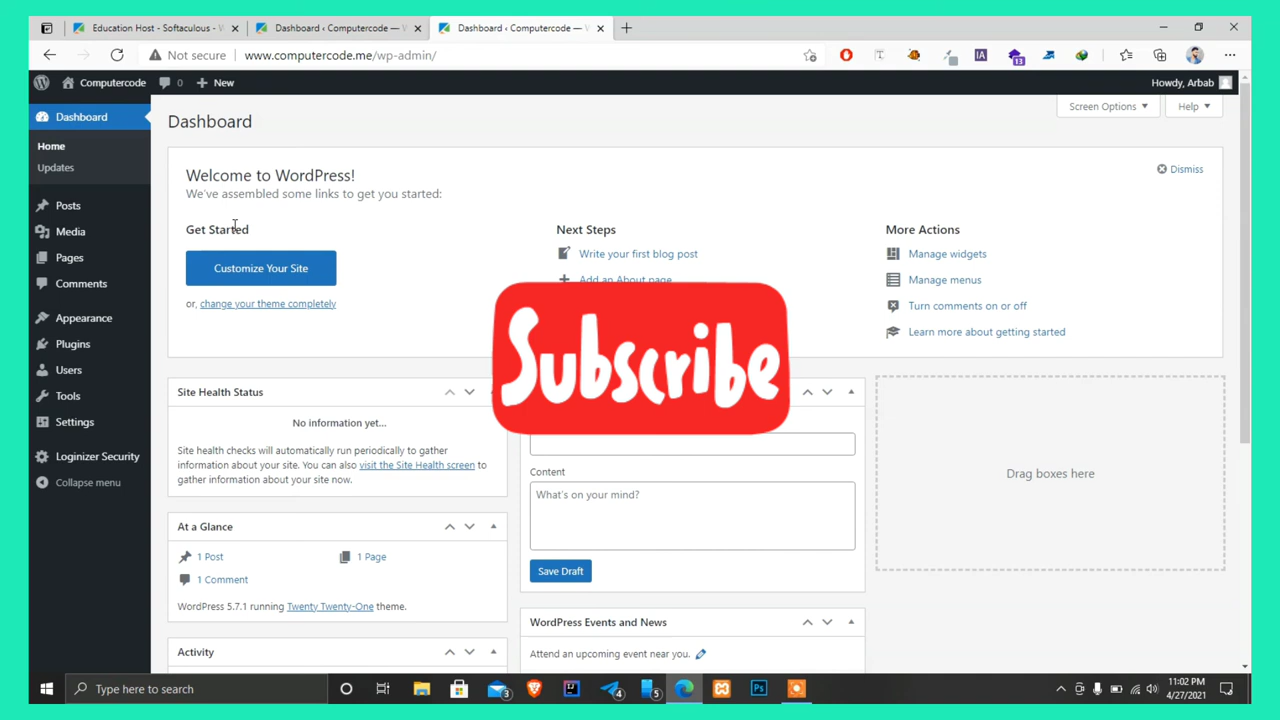 Education Host - Softaculous - W
Dashboard ‹ Computercode — W
Dashboard ‹ Computercode — W
Not secure
www.computercode.me/wp-admin/
13
Computercode
0
New
Howdy, Arbab
Dashboard
Home
Updates
Posts
Media
Pages
Comments
Appearance
Plugins
Users
Tools
Settings
Loginizer Security
Collapse menu
Dashboard
Screen Options
Help
Welcome to WordPress!
We've assembled some links to get you started:
Dismiss
Get Started
Customize Your Site
or, change your theme completely
Next Steps
Write your first blog post
Add an About page
More Actions
Manage widgets
Manage menus
Turn comments on or off
Learn more about getting started
Subscribe
Site Health Status
No information yet...
Site health checks will automatically run periodically to gather
information about your site. You can also visit the Site Health screen to
gather information about your site now.
At a Glance
1 Post
1 Page
1 Comment
WordPress 5.7.1 running Twenty Twenty-One theme.
Activity
Content
What's on your mind?
Save Draft
WordPress Events and News
Attend an upcoming event near you.
Drag boxes here
Type here to search
3
4
5
Ps
11:02 PM
4/27/2021